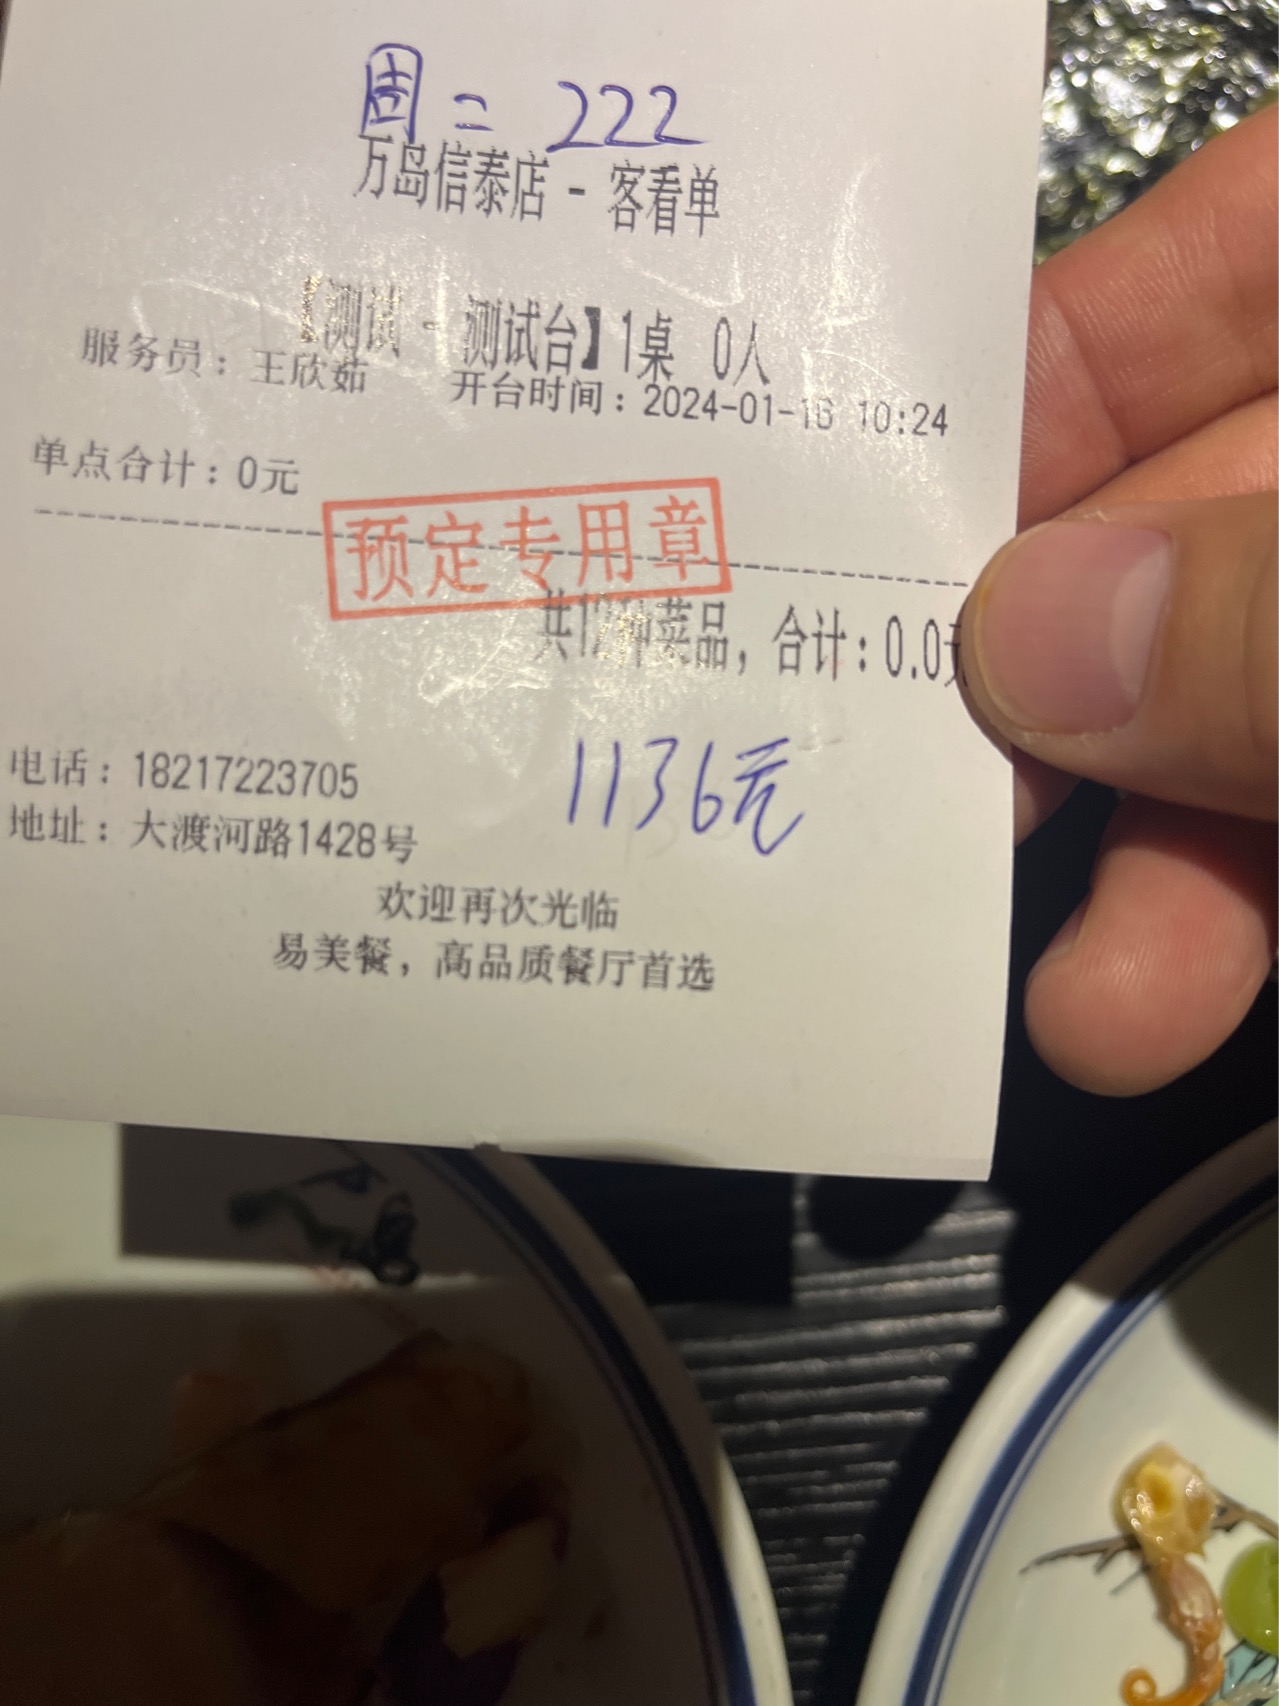 周二 222
万岛信泰店 - 客看单
【测试 - 测试台】1桌 0人
服务员：王欣茹 开台时间：2024-01-16 10:24
单点合计：0元
预定专用章
共12种菜品，合计：0.0元
电话：18217223705
1136元
地址：大渡河路1428号
欢迎再次光临
易美餐，高品质餐厅首选